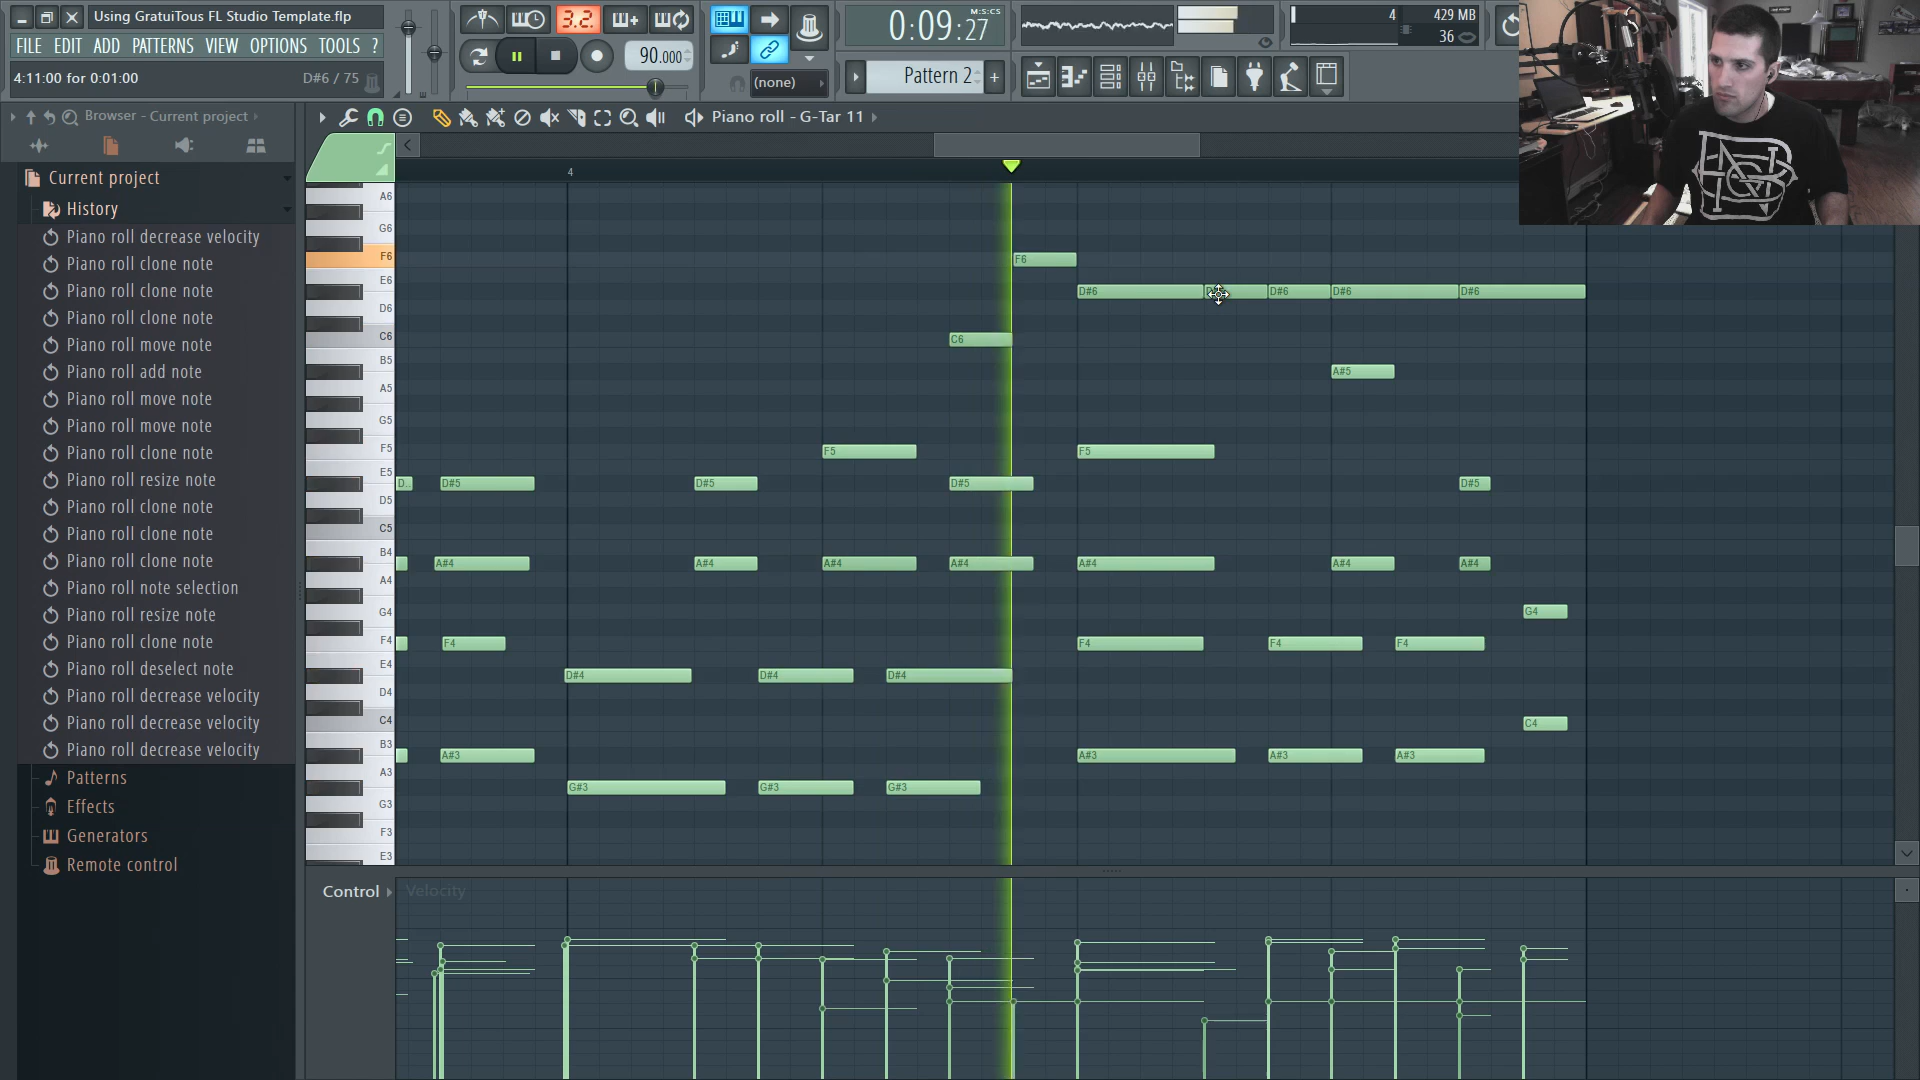 Using GratuiTous FL Studio Template.flp
FILE EDIT ADD PATTERNS VIEW OPTIONS TOOLS ?
4:11:00 for 0:01:00 D#6 / 75
3.2
90.000
(none)
0:09:27
M:S:CS
Pattern 2
4
429 MB
36
Browser - Current project
Piano roll - G-Tar 11
Current project
History
Piano roll decrease velocity
Piano roll clone note
Piano roll clone note
Piano roll clone note
Piano roll move note
Piano roll add note
Piano roll move note
Piano roll move note
Piano roll clone note
Piano roll resize note
Piano roll clone note
Piano roll clone note
Piano roll clone note
Piano roll note selection
Piano roll resize note
Piano roll clone note
Piano roll deselect note
Piano roll decrease velocity
Piano roll decrease velocity
Piano roll decrease velocity
Patterns
Effects
Generators
Remote control
4
A6
G6
F6 F6
E6 D#6 D#6 D#6 D#6
D6
C6 C6
B5 A#5
A5
G5
F5 F5 F5
E5 D.. D#5 D#5 D#5 D#5
D5
C5
B4 A#4 A#4 A#4 A#4 A#4 A#4 A#4
A4
G4 G4
F4 F4 F4 F4 F4
E4 D#4 D#4 D#4
D4
C4 C4
B3 A#3 A#3 A#3 A#3
A3 G#3 G#3 G#3
G3
F3
E3
Control Velocity